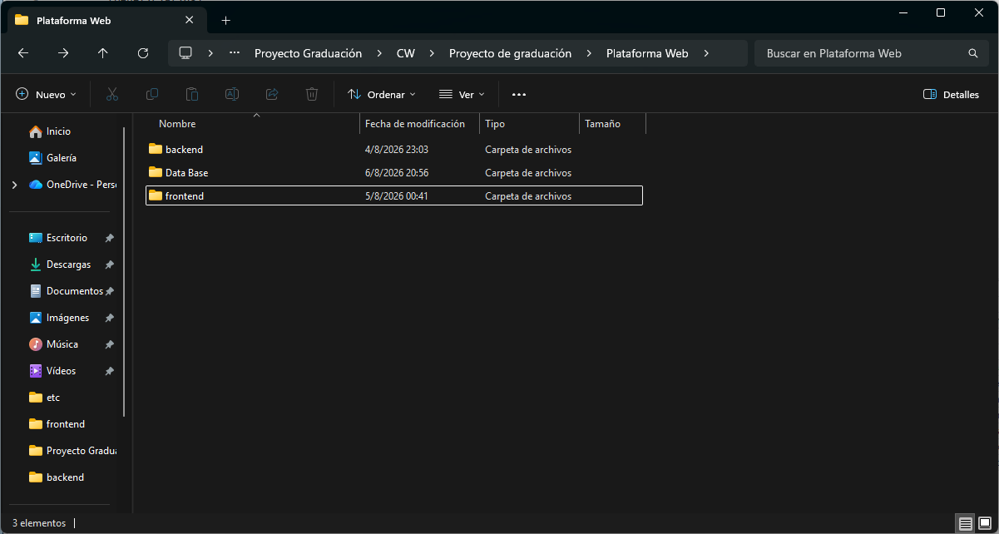 Plataforma Web
Proyecto Graduación CW Proyecto de graduación Plataforma Web
Buscar en Plataforma Web
Nuevo Ordenar Ver Detalles
Nombre Fecha de modificación Tipo Tamaño
backend 4/8/2026 23:03 Carpeta de archivos
Data Base 6/8/2026 20:56 Carpeta de archivos
frontend 5/8/2026 00:41 Carpeta de archivos
Inicio
Galería
OneDrive - Pers
Escritorio
Descargas
Documentos
Imágenes
Música
Vídeos
etc
frontend
Proyecto Gradu
backend
3 elementos